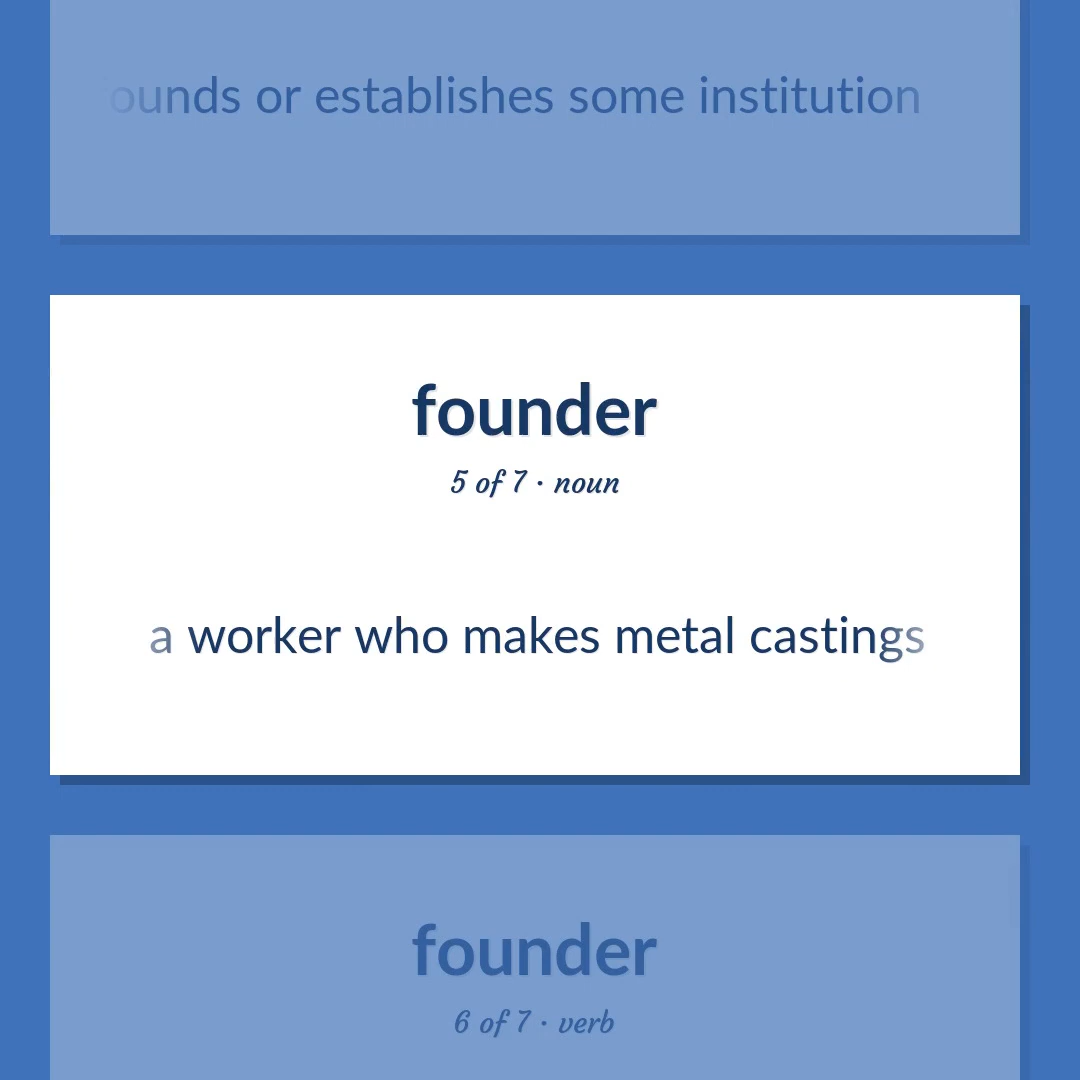 ounds or establishes some institution
founder
5 of 7 · noun
a worker who makes metal castings
founder
6 of 7 · verb